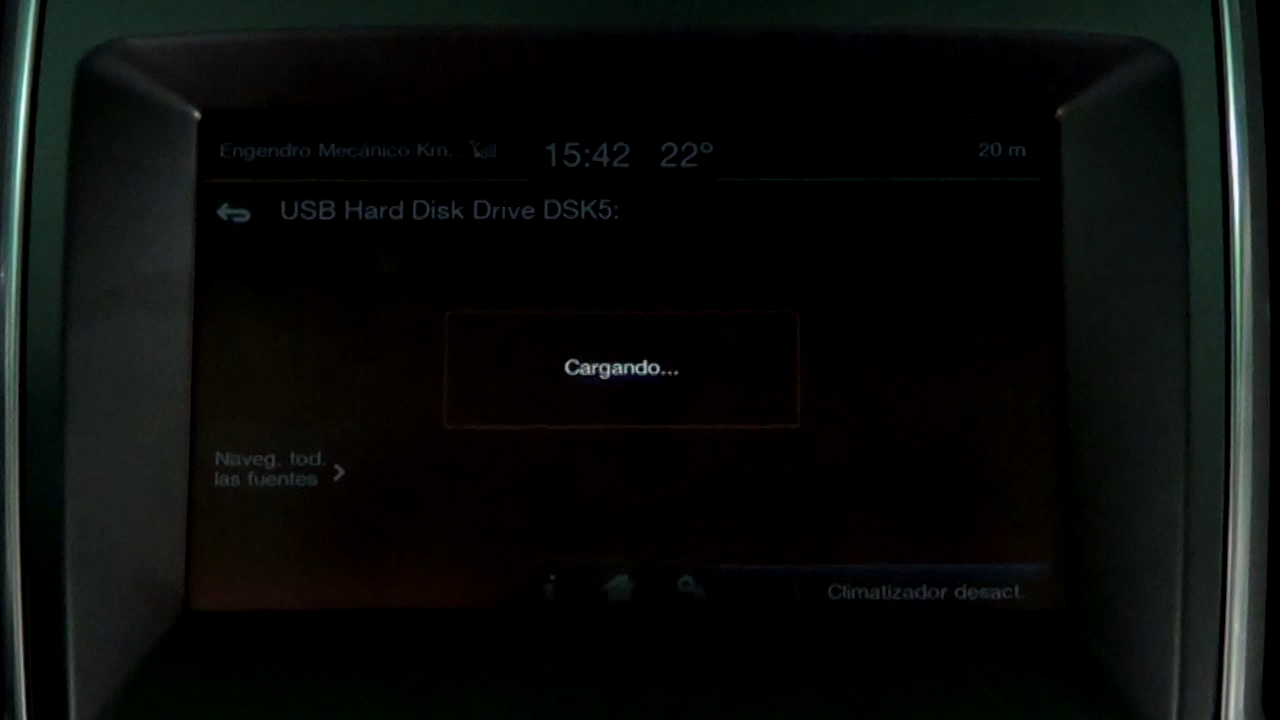 Engendro Mecánico Km... 15:42 22° 20 m
USB Hard Disk Drive DSK5:
Cargando...
Naveg. tod.
las fuentes
Climatizador desact.